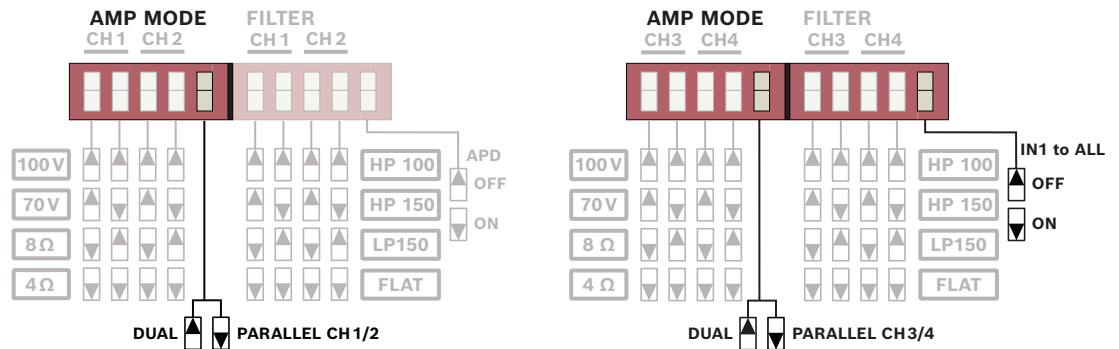 AMP MODE FILTER
CH 1 CH 2 CH 1 CH 2
100 V HP 100 APD
OFF
70 V HP 150
ON
8 Ω LP150
4 Ω FLAT
DUAL PARALLEL CH 1/2
AMP MODE FILTER
CH3 CH4 CH3 CH4
IN1 to ALL
100 V HP 100
OFF
70 V HP 150
ON
8 Ω LP150
4 Ω FLAT
DUAL PARALLEL CH 3/4